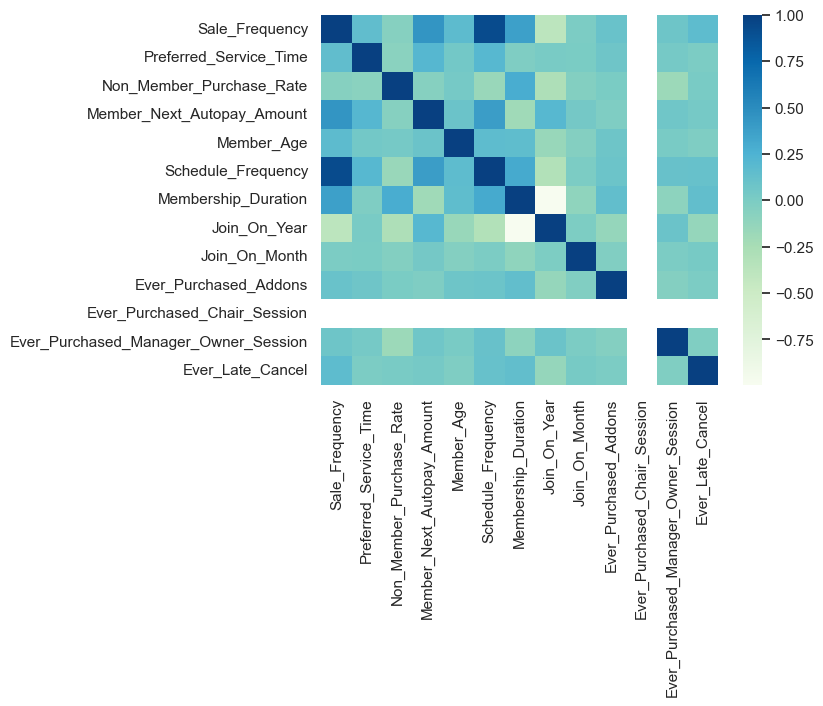 Sale_Frequency
Preferred_Service_Time
Non_Member_Purchase_Rate
Member_Next_Autopay_Amount
Member_Age
Schedule_Frequency
Membership_Duration
Join_On_Year
Join_On_Month
Ever_Purchased_Addons
Ever_Purchased_Chair_Session
Ever_Purchased_Manager_Owner_Session
Ever_Late_Cancel
Sale_Frequency
Preferred_Service_Time
Non_Member_Purchase_Rate
Member_Next_Autopay_Amount
Member_Age
Schedule_Frequency
Membership_Duration
Join_On_Year
Join_On_Month
Ever_Purchased_Addons
Ever_Purchased_Chair_Session
Ever_Purchased_Manager_Owner_Session
Ever_Late_Cancel
1.00
0.75
0.50
0.25
0.00
−0.25
−0.50
−0.75